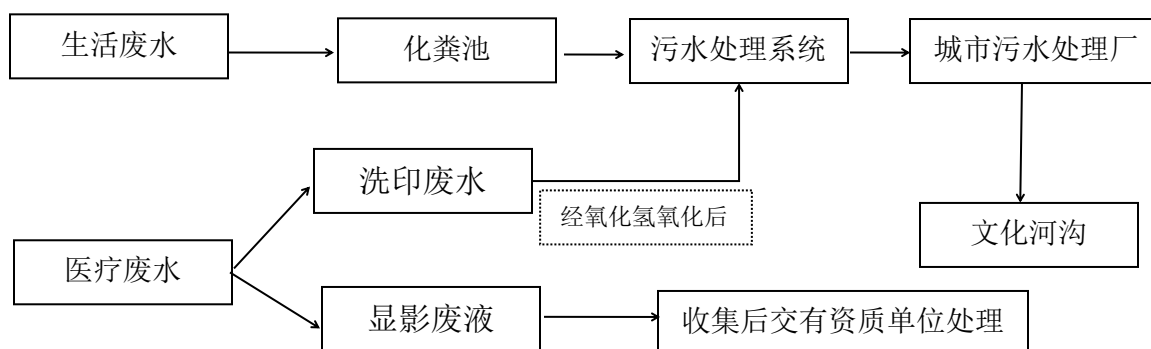 生活废水
化粪池
污水处理系统
城市污水处理厂
洗印废水
经氧化氢氧化后
文化河沟
医疗废水
显影废液
收集后交有资质单位处理